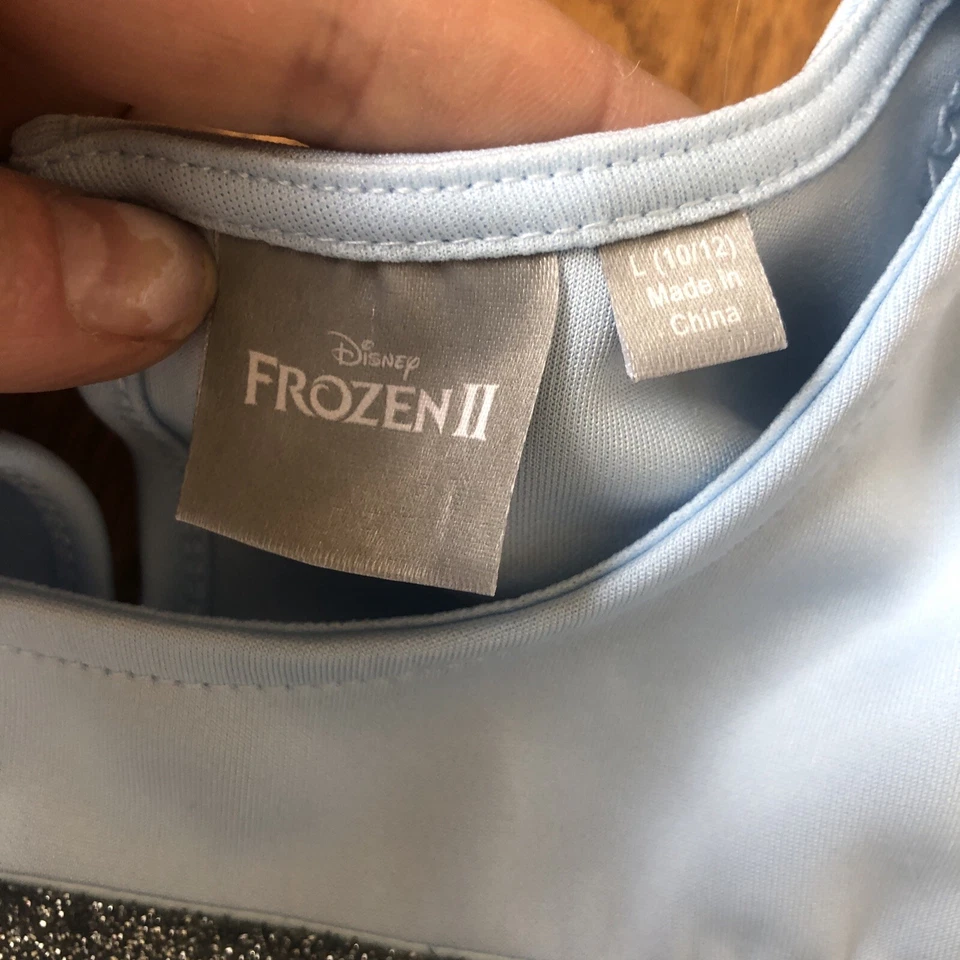 Disney
FROZEN II
L (10/12)
Made in
China